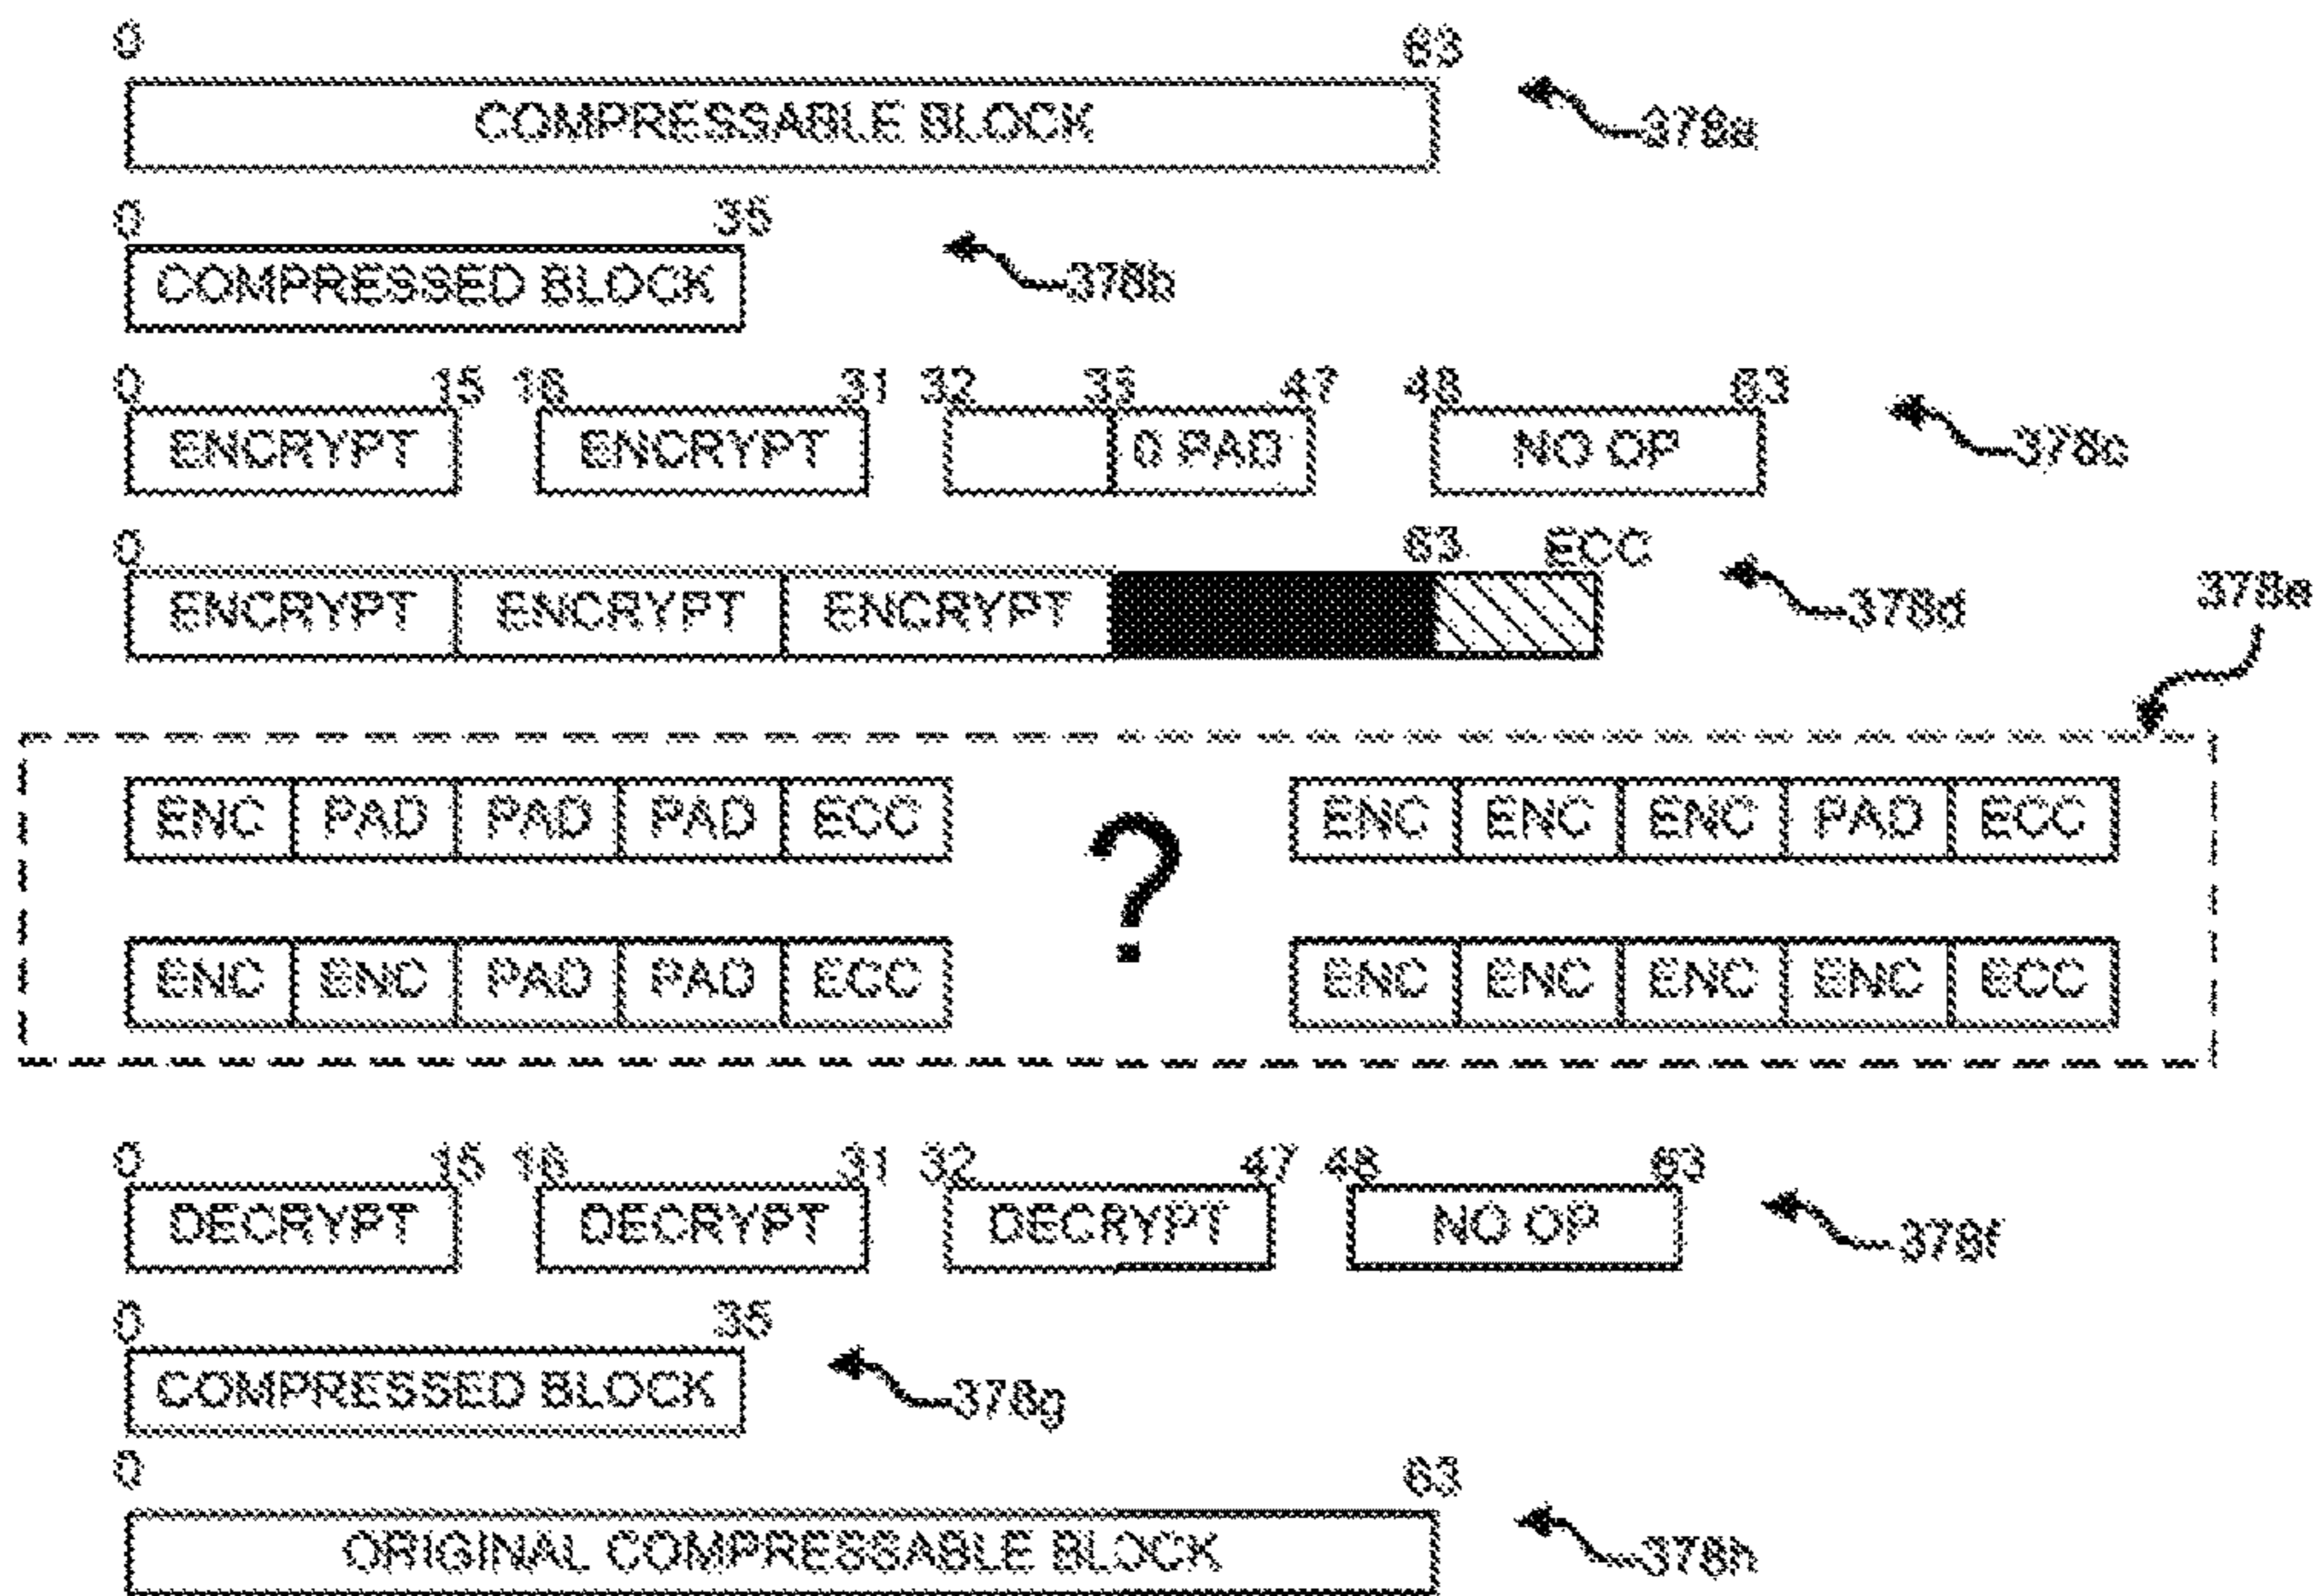 0 63
COMPRESSABLE BLOCK 378a
0 35
COMPRESSED BLOCK 378b
0 15 16 31 32 35 47 48 63
ENCRYPT ENCRYPT 0 PAD NO OP 378c
0 63 ECC
ENCRYPT ENCRYPT ENCRYPT 378d 378e
ENC PAD PAD PAD ECC ENC ENC ENC PAD ECC
?
ENC ENC PAD PAD ECC ENC ENC ENC ENC ECC
0 15 16 31 32 47 48 63
DECRYPT DECRYPT DECRYPT NO OP 378f
0 35
COMPRESSED BLOCK 378g
0 63
ORIGINAL COMPRESSABLE BLOCK 378h